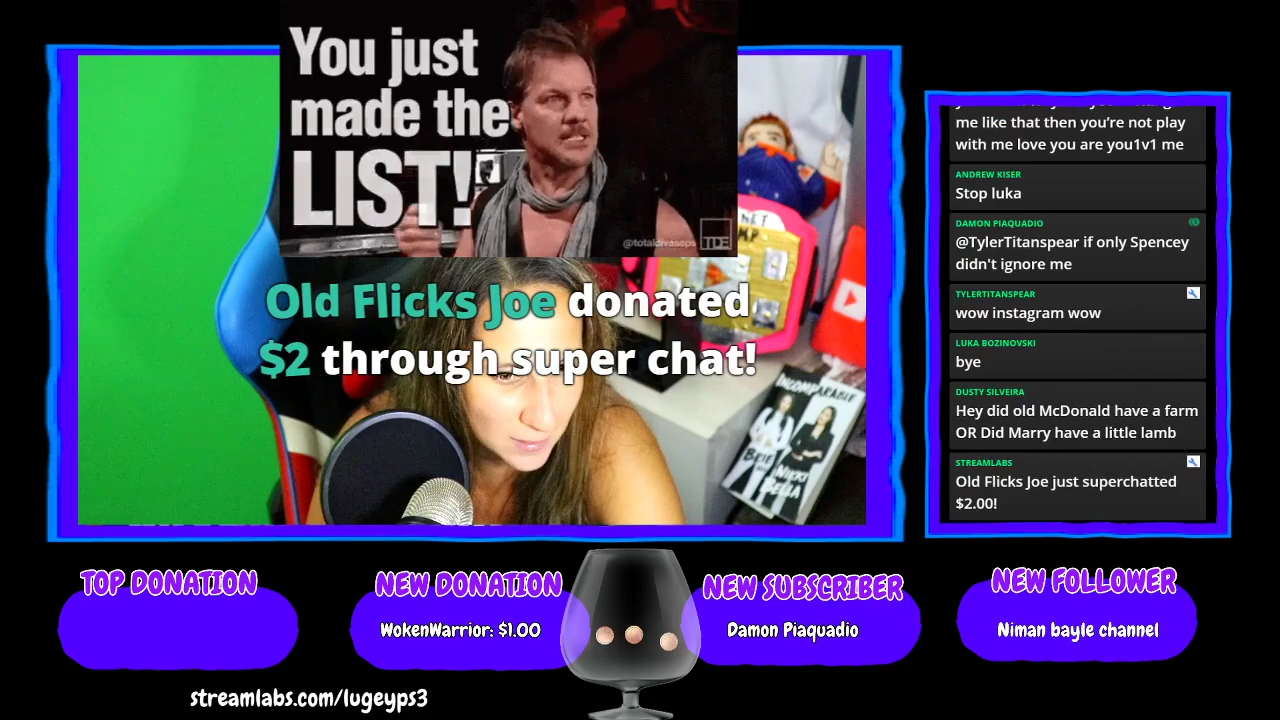 You just
made the
LIST!
@totaldivaseps
TDE
Old Flicks Joe donated
$2 through super chat!
INCOMPARABLE
BRIE
NIKKI
BELLA
me like that then you're not play
with me love you are you1v1 me
ANDREW KISER
Stop luka
DAMON PIAQUADIO
@TylerTitanspear if only Spencey
didn't ignore me
TYLERTITANSPEAR
wow instagram wow
LUKA BOZINOVSKI
bye
DUSTY SILVEIRA
Hey did old McDonald have a farm
OR Did Marry have a little lamb
STREAMLABS
Old Flicks Joe just superchatted
$2.00!
TOP DONATION
NEW DONATION
WokenWarrior: $1.00
NEW SUBSCRIBER
Damon Piaquadio
NEW FOLLOWER
Niman bayle channel
streamlabs.com/lugeyps3